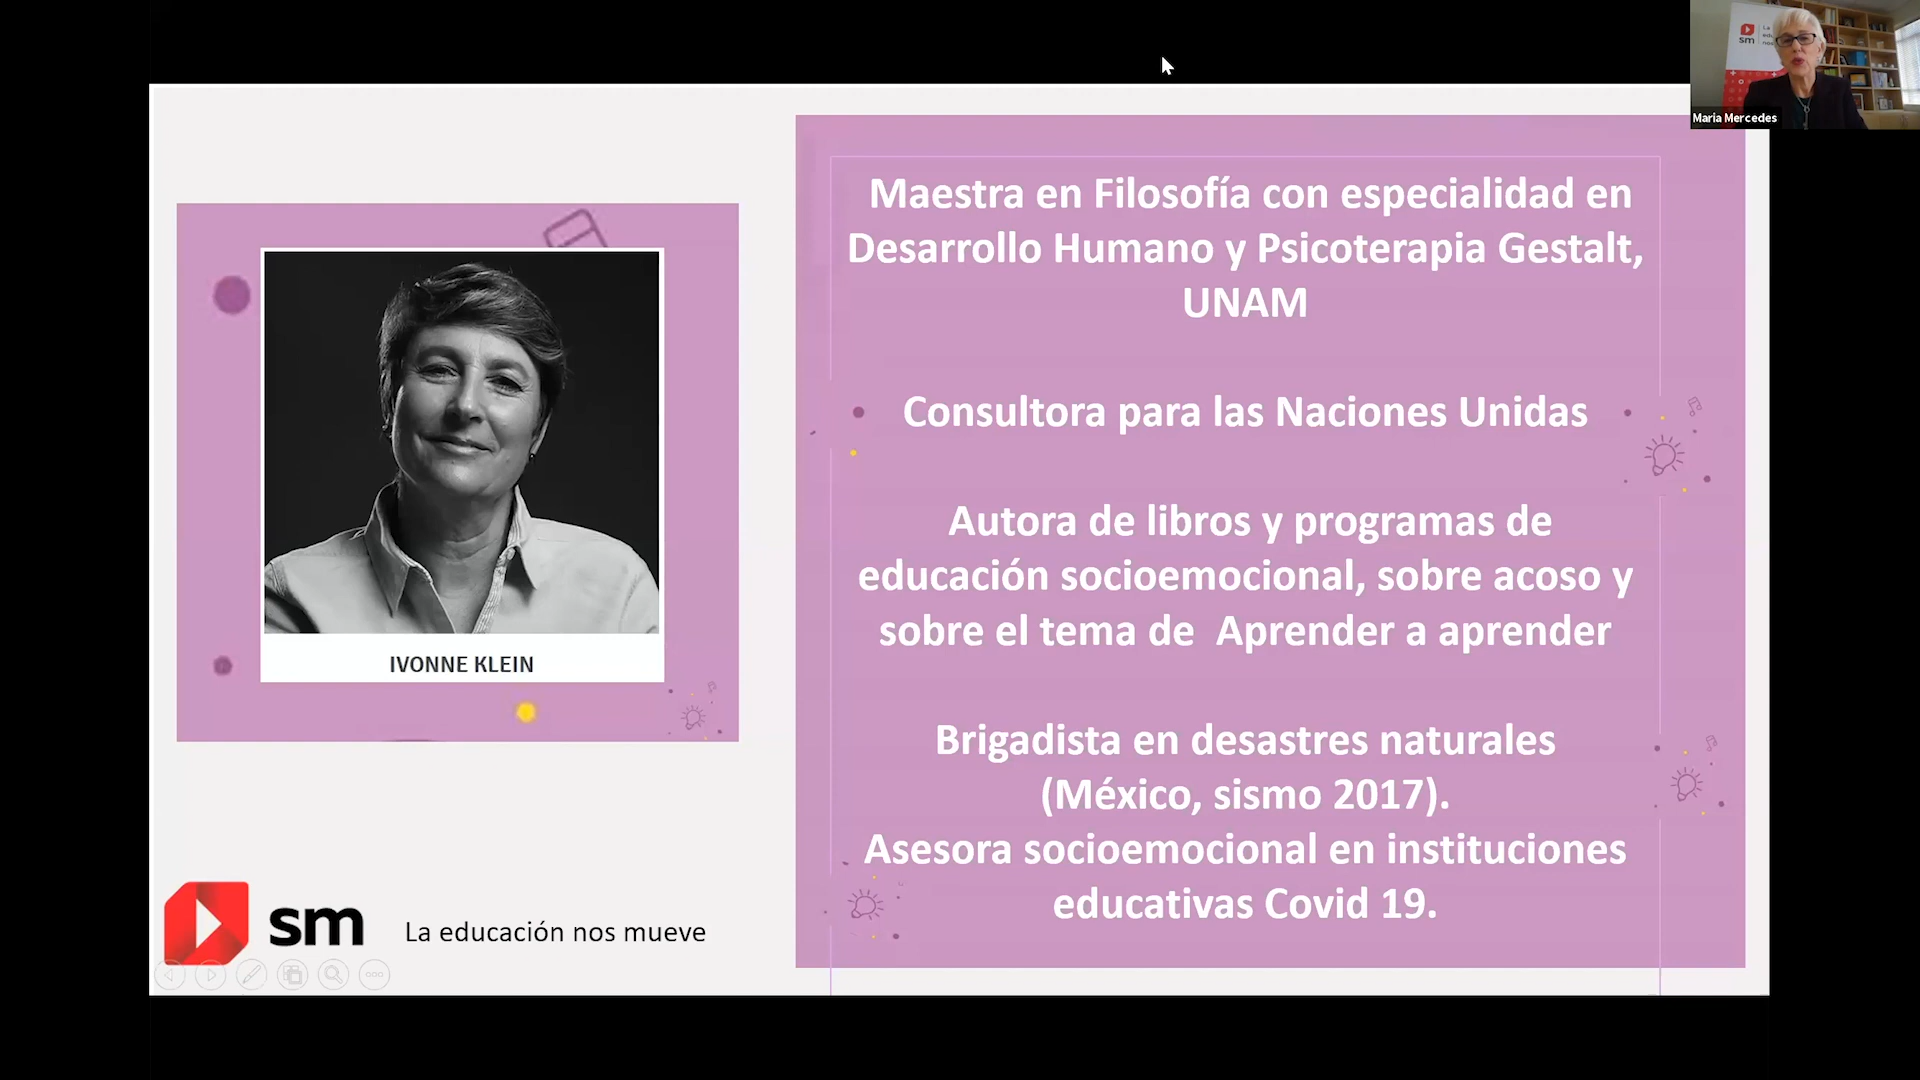 sm
Maria Mercedes
Maestra en Filosofía con especialidad en
Desarrollo Humano y Psicoterapia Gestalt,
UNAM
Consultora para las Naciones Unidas
Autora de libros y programas de
educación socioemocional, sobre acoso y
sobre el tema de  Aprender a aprender
Brigadista en desastres naturales
(México, sismo 2017).
Asesora socioemocional en instituciones
educativas Covid 19.
IVONNE KLEIN
sm
La educación nos mueve